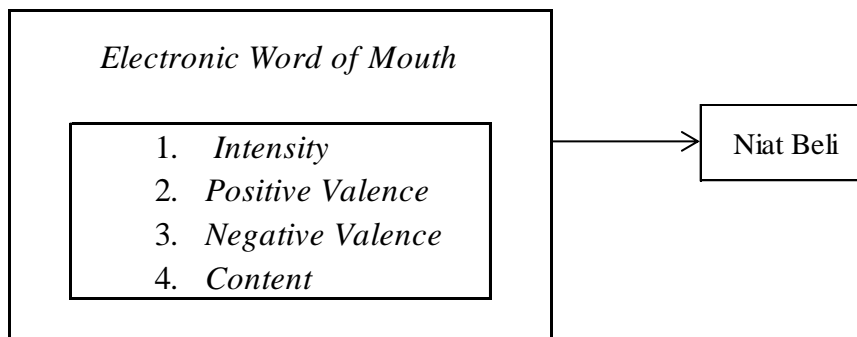 Electronic Word of Mouth
1. Intensity
2. Positive Valence
3. Negative Valence
4. Content
Niat Beli